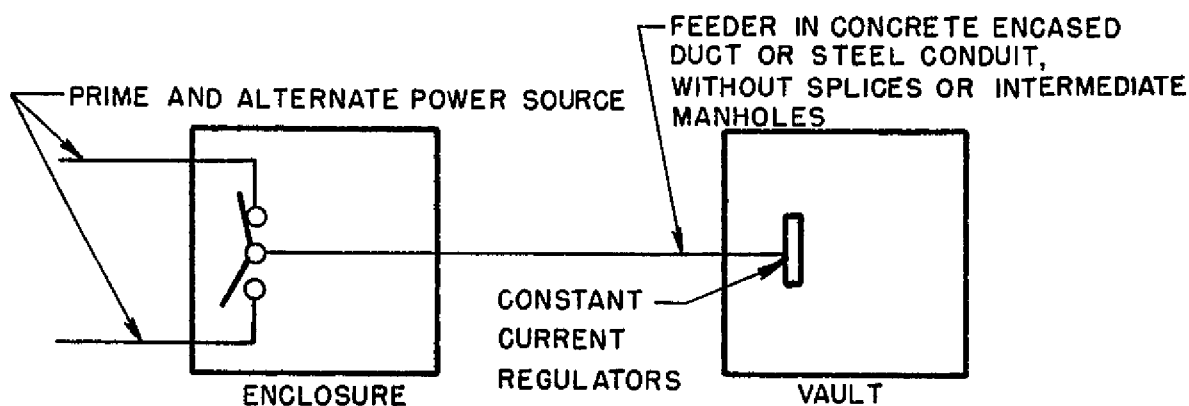 FEEDER IN CONCRETE ENCASED
DUCT OR STEEL CONDUIT,
WITHOUT SPLICES OR INTERMEDIATE
MANHOLES
PRIME AND ALTERNATE POWER SOURCE
CONSTANT
CURRENT
REGULATORS
ENCLOSURE
VAULT